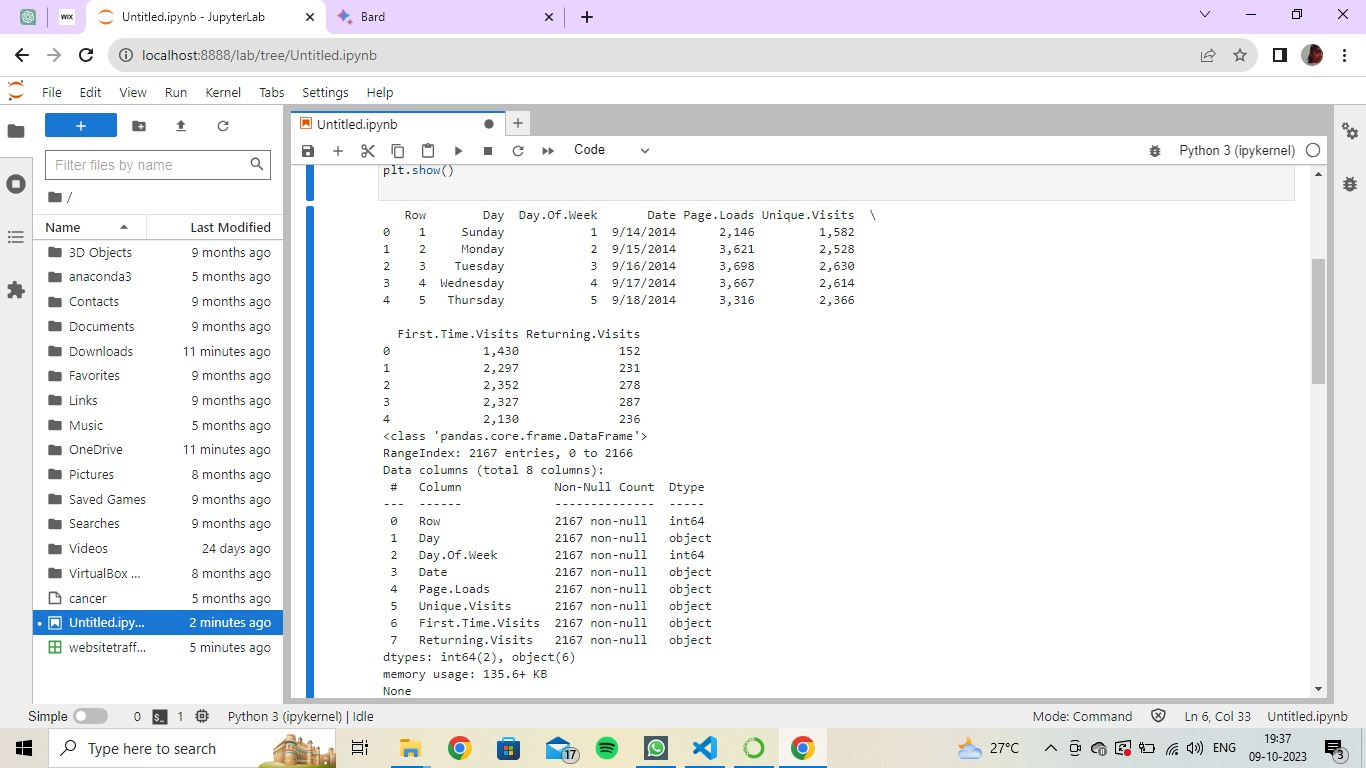 WIX
Untitled.ipynb - JupyterLab
Bard
localhost:8888/lab/tree/Untitled.ipynb
File Edit View Run Kernel Tabs Settings Help
Filter files by name
/
Name Last Modified
3D Objects 9 months ago
anaconda3 5 months ago
Contacts 9 months ago
Documents 9 months ago
Downloads 11 minutes ago
Favorites 9 months ago
Links 9 months ago
Music 5 months ago
OneDrive 11 minutes ago
Pictures 8 months ago
Saved Games 9 months ago
Searches 9 months ago
Videos 24 days ago
VirtualBox ... 8 months ago
cancer 5 months ago
Untitled.ipy... 2 minutes ago
websitetraff... 5 minutes ago
Untitled.ipynb
Code
Python 3 (ipykernel)
plt.show()
Row Day Day.Of.Week Date Page.Loads Unique.Visits \
0 1 Sunday 1 9/14/2014 2,146 1,582
1 2 Monday 2 9/15/2014 3,621 2,528
2 3 Tuesday 3 9/16/2014 3,698 2,630
3 4 Wednesday 4 9/17/2014 3,667 2,614
4 5 Thursday 5 9/18/2014 3,316 2,366
First.Time.Visits Returning.Visits
0 1,430 152
1 2,297 231
2 2,352 278
3 2,327 287
4 2,130 236
<class 'pandas.core.frame.DataFrame'>
RangeIndex: 2167 entries, 0 to 2166
Data columns (total 8 columns):
# Column Non-Null Count Dtype
--- ------ -------------- -----
0 Row 2167 non-null int64
1 Day 2167 non-null object
2 Day.Of.Week 2167 non-null int64
3 Date 2167 non-null object
4 Page.Loads 2167 non-null object
5 Unique.Visits 2167 non-null object
6 First.Time.Visits 2167 non-null object
7 Returning.Visits 2167 non-null object
dtypes: int64(2), object(6)
memory usage: 135.6+ KB
None
Simple 0 1 Python 3 (ipykernel) | Idle
Mode: Command Ln 6, Col 33 Untitled.ipynb
Type here to search
17
27°C
ENG
19:37
09-10-2023
3